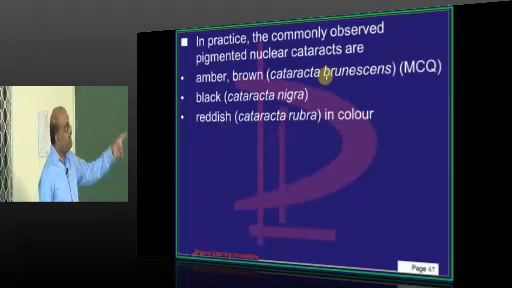 In practice, the commonly observed
pigmented nuclear cataracts are
amber, brown (cataracta brunescens) (MCQ)
black (cataracta nigra)
reddish (cataracta rubra) in colour
Page 67